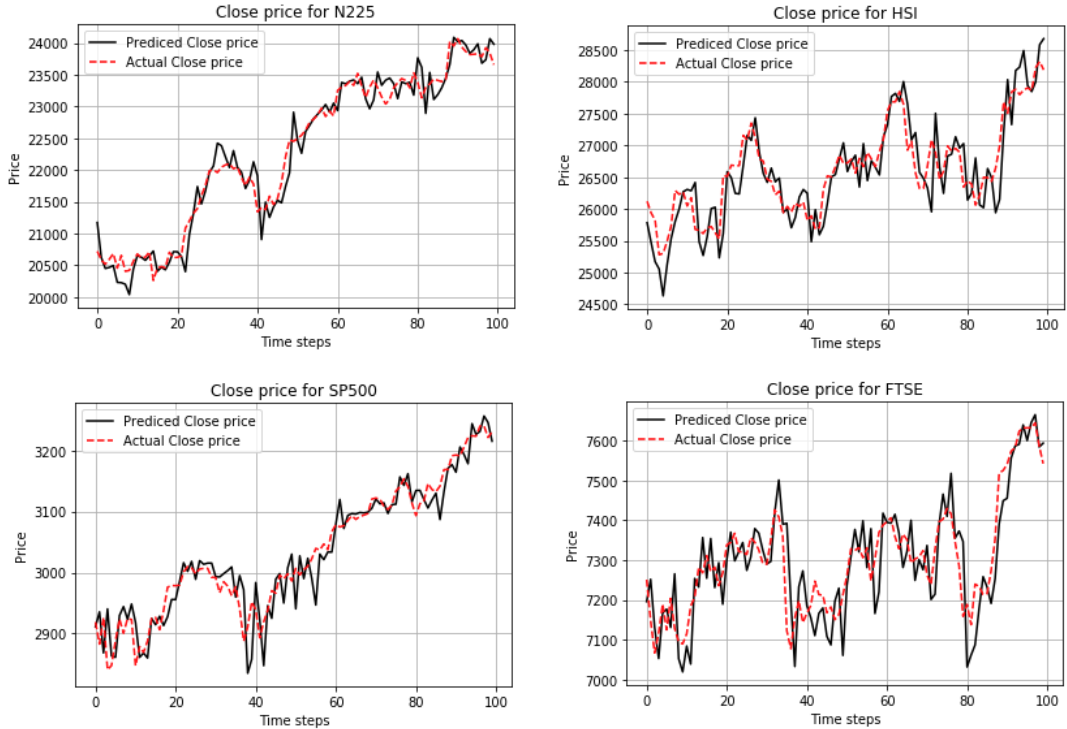 Close price for N225
Prediced Close price
Actual Close price
24000
23500
23000
22500
22000
21500
21000
20500
20000
Price
0 20 40 60 80 100
Time steps
Close price for HSI
Prediced Close price
Actual Close price
28500
28000
27500
27000
26500
26000
25500
25000
24500
Price
0 20 40 60 80 100
Time steps
Close price for SP500
Prediced Close price
Actual Close price
3200
3100
3000
2900
Price
0 20 40 60 80 100
Time steps
Close price for FTSE
Prediced Close price
Actual Close price
7600
7500
7400
7300
7200
7100
7000
Price
0 20 40 60 80 100
Time steps